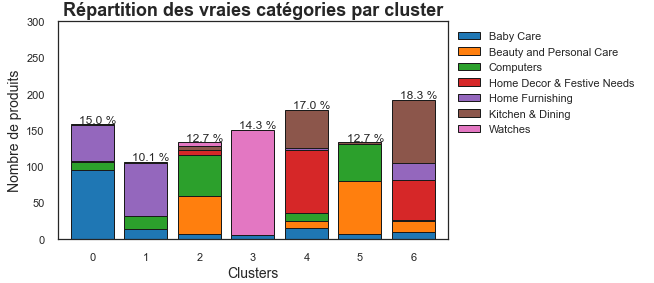 Répartition des vraies catégories par cluster
300
250
200
150
100
50
0
Nombre de produits
15.0 %
10.1 %
12.7 %
14.3 %
17.0 %
12.7 %
18.3 %
0 1 2 3 4 5 6
Clusters
Baby Care
Beauty and Personal Care
Computers
Home Decor & Festive Needs
Home Furnishing
Kitchen & Dining
Watches